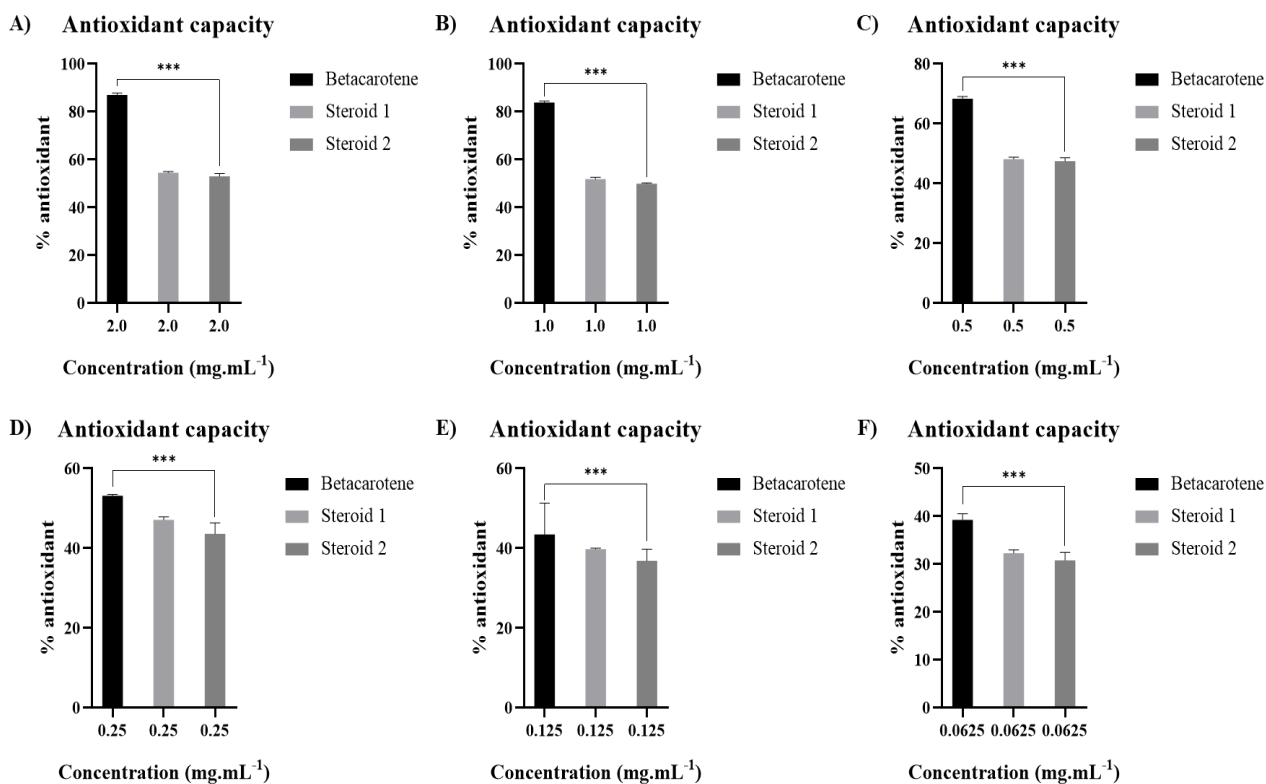 A) Antioxidant capacity
100
80
60
40
20
0
% antioxidant
***
2.0 2.0 2.0
Concentration (mg.mL⁻¹)
Betacarotene
Steroid 1
Steroid 2
B) Antioxidant capacity
100
80
60
40
20
0
% antioxidant
***
1.0 1.0 1.0
Concentration (mg.mL⁻¹)
Betacarotene
Steroid 1
Steroid 2
C) Antioxidant capacity
80
60
40
20
0
% antioxidant
***
0.5 0.5 0.5
Concentration (mg.mL⁻¹)
Betacarotene
Steroid 1
Steroid 2
D) Antioxidant capacity
60
40
20
0
% antioxidant
***
0.25 0.25 0.25
Concentration (mg.mL⁻¹)
Betacarotene
Steroid 1
Steroid 2
E) Antioxidant capacity
60
40
20
0
% antioxidant
***
0.125 0.125 0.125
Concentration (mg.mL⁻¹)
Betacarotene
Steroid 1
Steroid 2
F) Antioxidant capacity
50
40
30
20
10
0
% antioxidant
***
0.0625 0.0625 0.0625
Concentration (mg.mL⁻¹)
Betacarotene
Steroid 1
Steroid 2